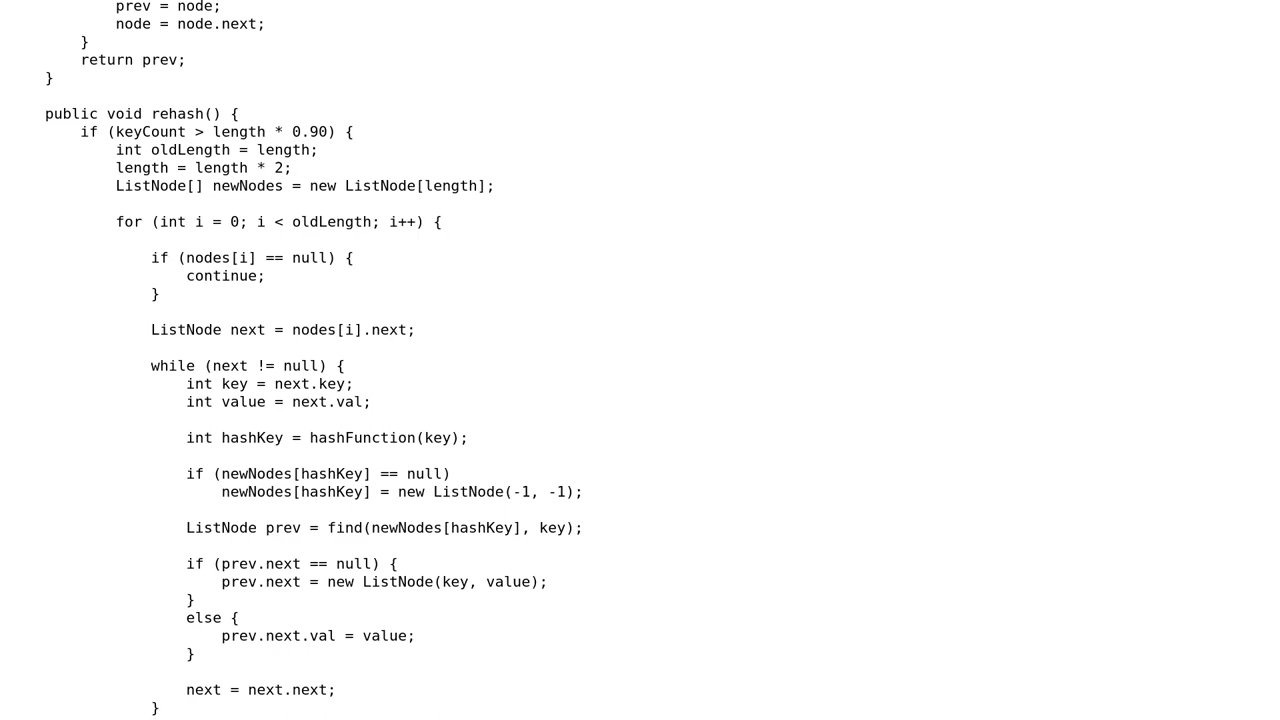 prev = node;
            node = node.next;
        }
        return prev;
    }

    public void rehash() {
        if (keyCount > length * 0.90) {
            int oldLength = length;
            length = length * 2;
            ListNode[] newNodes = new ListNode[length];

            for (int i = 0; i < oldLength; i++) {

                if (nodes[i] == null) {
                    continue;
                }

                ListNode next = nodes[i].next;

                while (next != null) {
                    int key = next.key;
                    int value = next.val;

                    int hashKey = hashFunction(key);

                    if (newNodes[hashKey] == null)
                        newNodes[hashKey] = new ListNode(-1, -1);

                    ListNode prev = find(newNodes[hashKey], key);

                    if (prev.next == null) {
                        prev.next = new ListNode(key, value);
                    }
                    else {
                        prev.next.val = value;
                    }

                    next = next.next;
                }